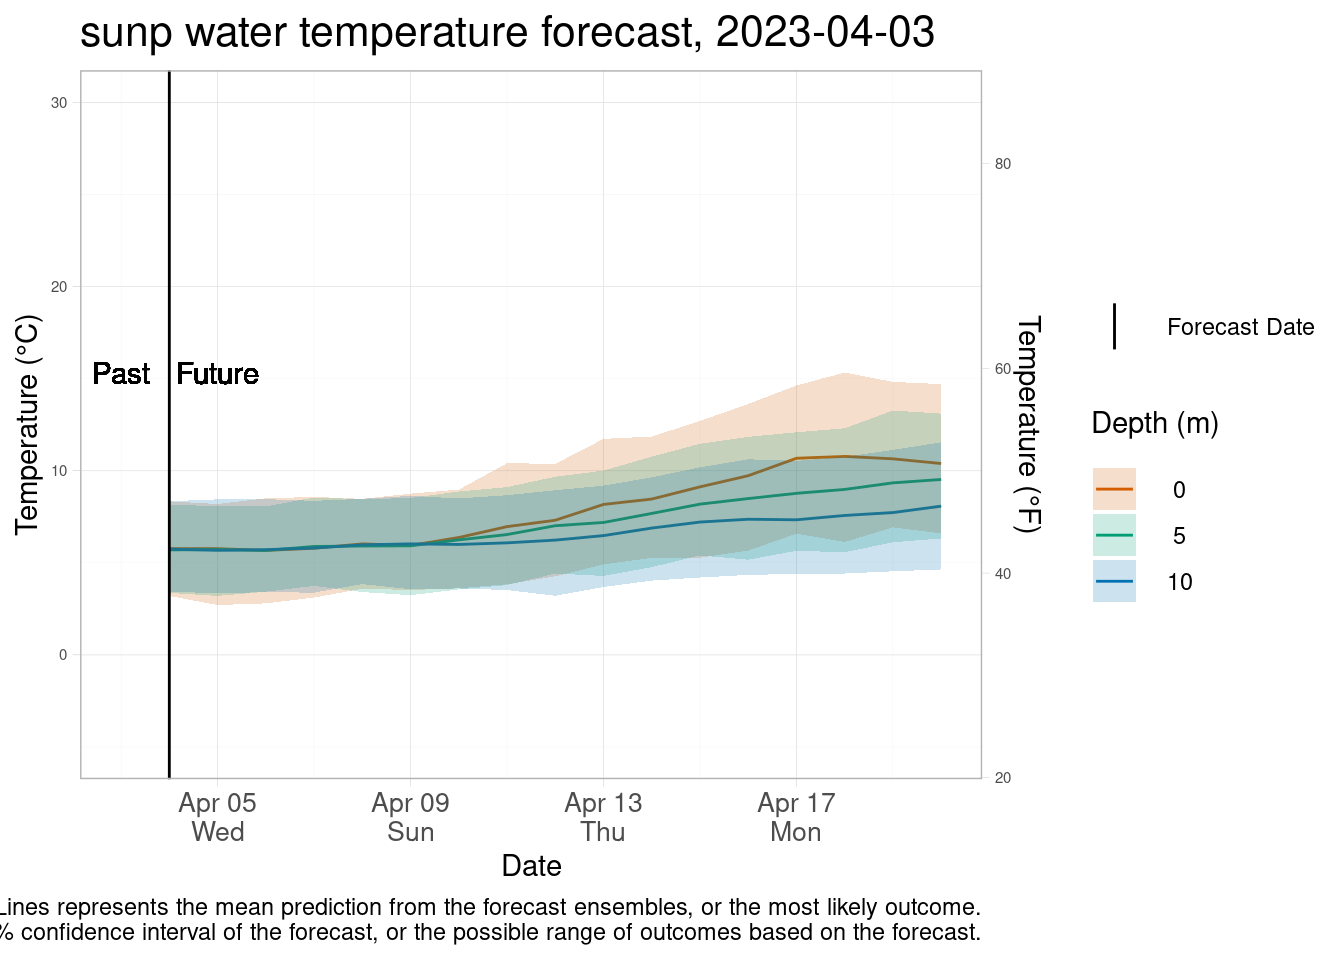 sunp water temperature forecast, 2023-04-03
30
20
10
0
Temperature (°C)
Past
Future
80
60
40
20
Temperature (°F)
Apr 05
Wed
Apr 09
Sun
Apr 13
Thu
Apr 17
Mon
Date
Forecast Date
Depth (m)
0
5
10
Lines represents the mean prediction from the forecast ensembles, or the most likely outcome.
% confidence interval of the forecast, or the possible range of outcomes based on the forecast.